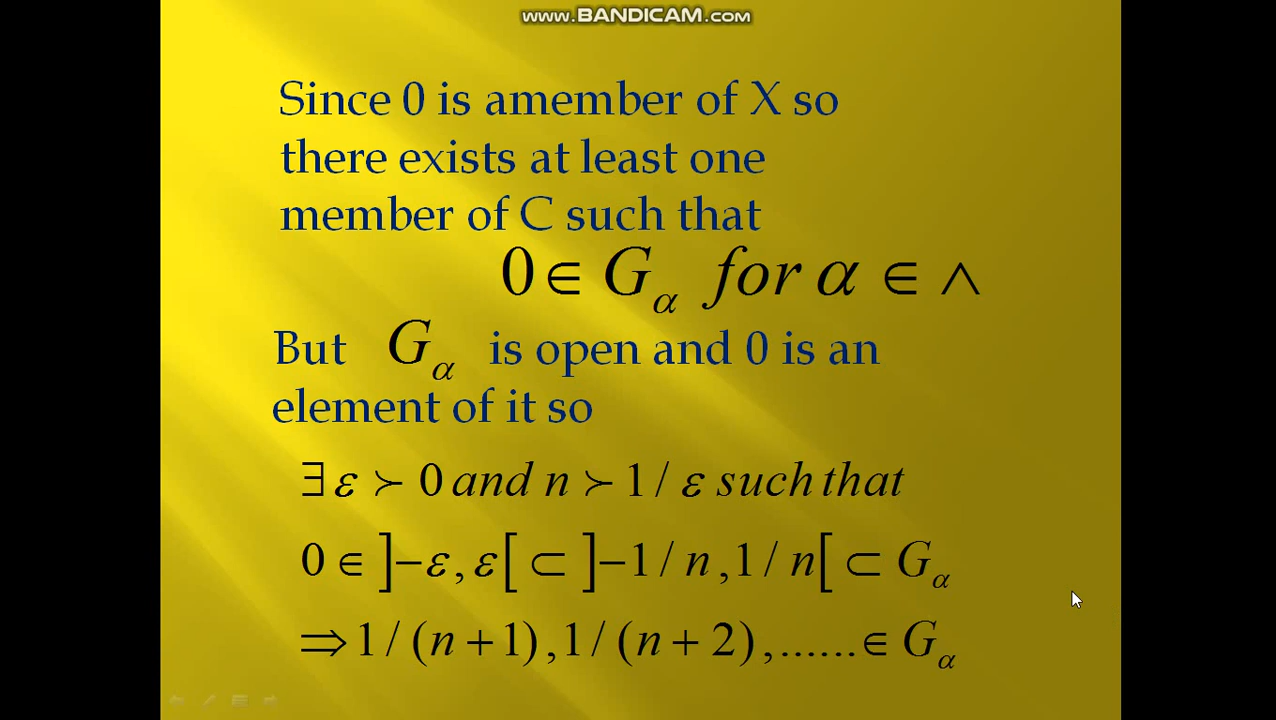 www.BANDICAM.com
Since 0 is amember of X so
there exists at least one
member of C such that
0 ∈ G_α for α ∈ ∧
But G_α is open and 0 is an
element of it so
∃ ε ≻ 0 and n ≻ 1 / ε such that
0 ∈ ]−ε, ε[ ⊂ ]−1 / n ,1 / n[ ⊂ G_α
⇒ 1 / (n + 1) ,1 / (n + 2) ,...... ∈ G_α